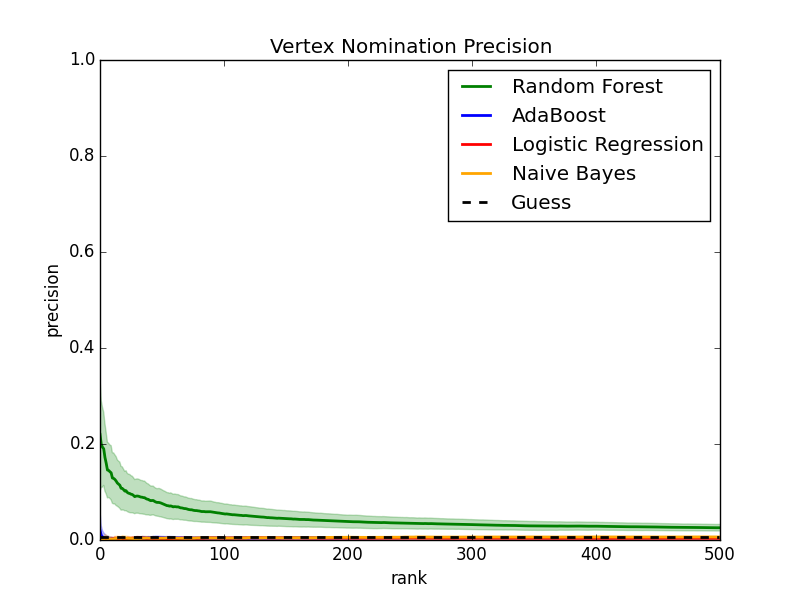 Vertex Nomination Precision
1.0
0.8
0.6
0.4
0.2
0.0
precision
Random Forest
AdaBoost
Logistic Regression
Naive Bayes
Guess
0 100 200 300 400 500
rank